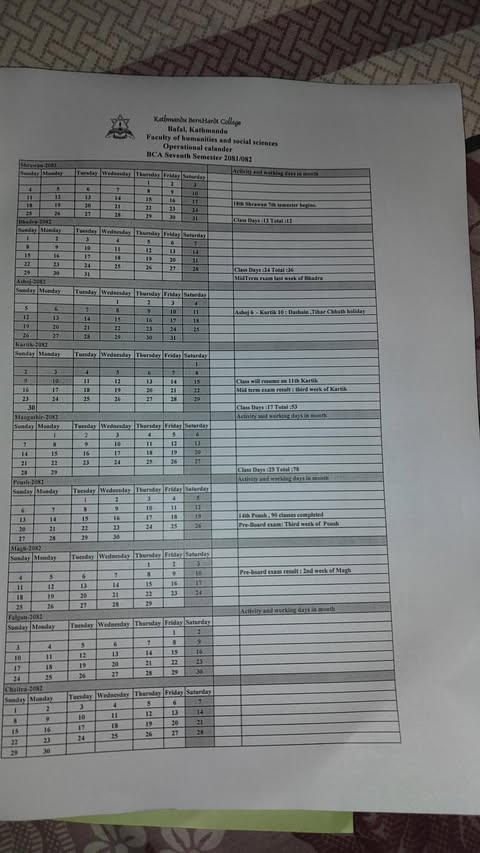 Kathmandu BernHardt College
Bafal, Kathmandu
Faculty of humanities and social sciences
Operational calander
BCA Seventh Semester 2081/082
Shrawan-2081 Activity and working days in month
Sunday Monday Tuesday Wednesday Thursday Friday Saturday
1 2 3
4 5 6 7 8 9 10
11 12 13 14 15 16 17
18 19 20 21 22 23 24 18th Shrawan 7th semester begins.
25 26 27 28 29 30 31
Class Days :12 Total :12
Bhadra-2082
Sunday Monday Tuesday Wednesday Thursday Friday Saturday
1 2 3 4 5 6 7
8 9 10 11 12 13 14
15 16 17 18 19 20 21
22 23 24 25 26 27 28 Class Days :24 Total :36
29 30 31 MidTerm exam last week of Bhadra
Ashoj-2082
Sunday Monday Tuesday Wednesday Thursday Friday Saturday
1 2 3 4
5 6 7 8 9 10 11 Ashoj 6 - Kartik 10 : Dashain ,Tihar Chhath holiday
12 13 14 15 16 17 18
19 20 21 22 23 24 25
26 27 28 29 30 31
Kartik-2082
Sunday Monday Tuesday Wednesday Thursday Friday Saturday
1
2 3 4 5 6 7 8
9 10 11 12 13 14 15 Class will resume on 11th Kartik
16 17 18 19 20 21 22 Mid term exam result : third week of Kartik
23 24 25 26 27 28 29
30 Class Days :17 Total :53
Mangashir-2082 Activity and working days in month
Sunday Monday Tuesday Wednesday Thursday Friday Saturday
1 2 3 4 5 6
7 8 9 10 11 12 13
14 15 16 17 18 19 20
21 22 23 24 25 26 27
28 29 Class Days :25 Total :78
Poush-2082
Sunday Monday Tuesday Wednesday Thursday Friday Saturday
1 2 3 4 5
6 7 8 9 10 11 12
13 14 15 16 17 18 19 14th Poush , 90 classes completed
20 21 22 23 24 25 26 Pre-Board exam: Third week of Poush
27 28 29 30
Magh-2082
Sunday Monday Tuesday Wednesday Thursday Friday Saturday
1 2 3
4 5 6 7 8 9 10 Pre-board exam result : 2nd week of Magh
11 12 13 14 15 16 17
18 19 20 21 22 23 24
25 26 27 28 29
Falgun-2082 Activity and working days in month
Sunday Monday Tuesday Wednesday Thursday Friday Saturday
1 2
3 4 5 6 7 8 9
10 11 12 13 14 15 16
17 18 19 20 21 22 23
24 25 26 27 28 29 30
Chaitra-2082
Sunday Monday Tuesday Wednesday Thursday Friday Saturday
1 2 3 4 5 6 7
8 9 10 11 12 13 14
15 16 17 18 19 20 21
22 23 24 25 26 27 28
29 30